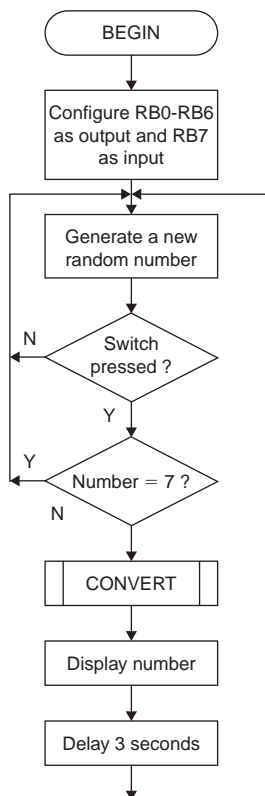 BEGIN
Configure RB0-RB6
as output and RB7
as input
Generate a new
random number
N
Switch
pressed ?
Y
Y
Number = 7 ?
N
CONVERT
Display number
Delay 3 seconds